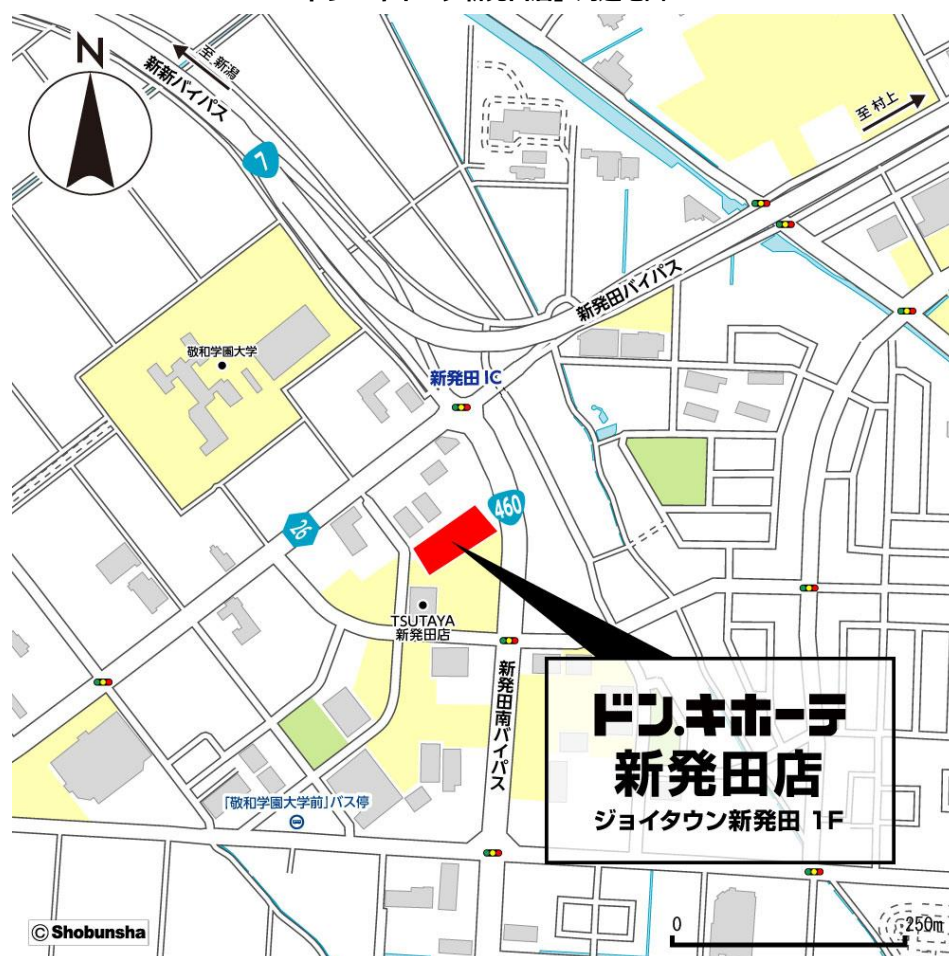 N
至 新潟
新新バイパス
7
至 村上
新発田バイパス
敬和学園大学
新発田 IC
26
460
TSUTAYA
新発田店
新発田南バイパス
ドン.キホーテ
新発田店
ジョイタウン新発田 1F
「敬和学園大学前」バス停
© Shobunsha
0
250m